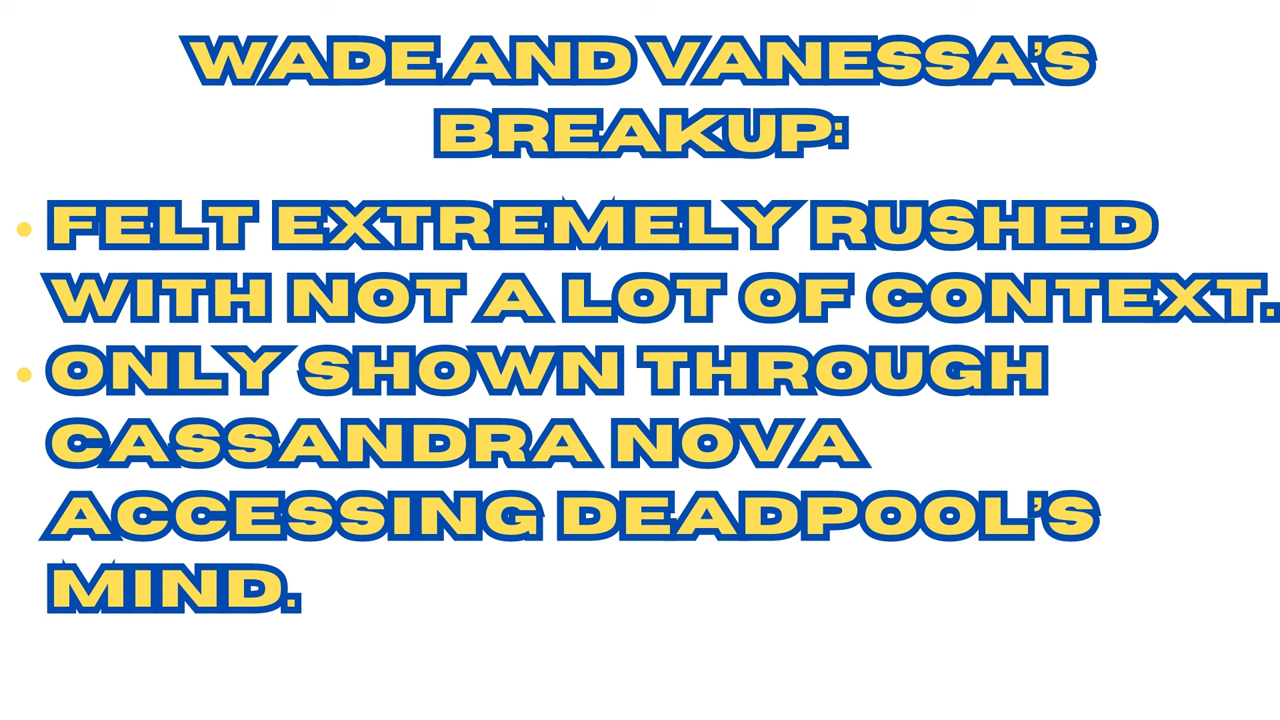 WADE AND VANESSA'S
BREAKUP:
• FELT EXTREMELY RUSHED
WITH NOT A LOT OF CONTEXT.
• ONLY SHOWN THROUGH
CASSANDRA NOVA
ACCESSING DEADPOOL'S
MIND.